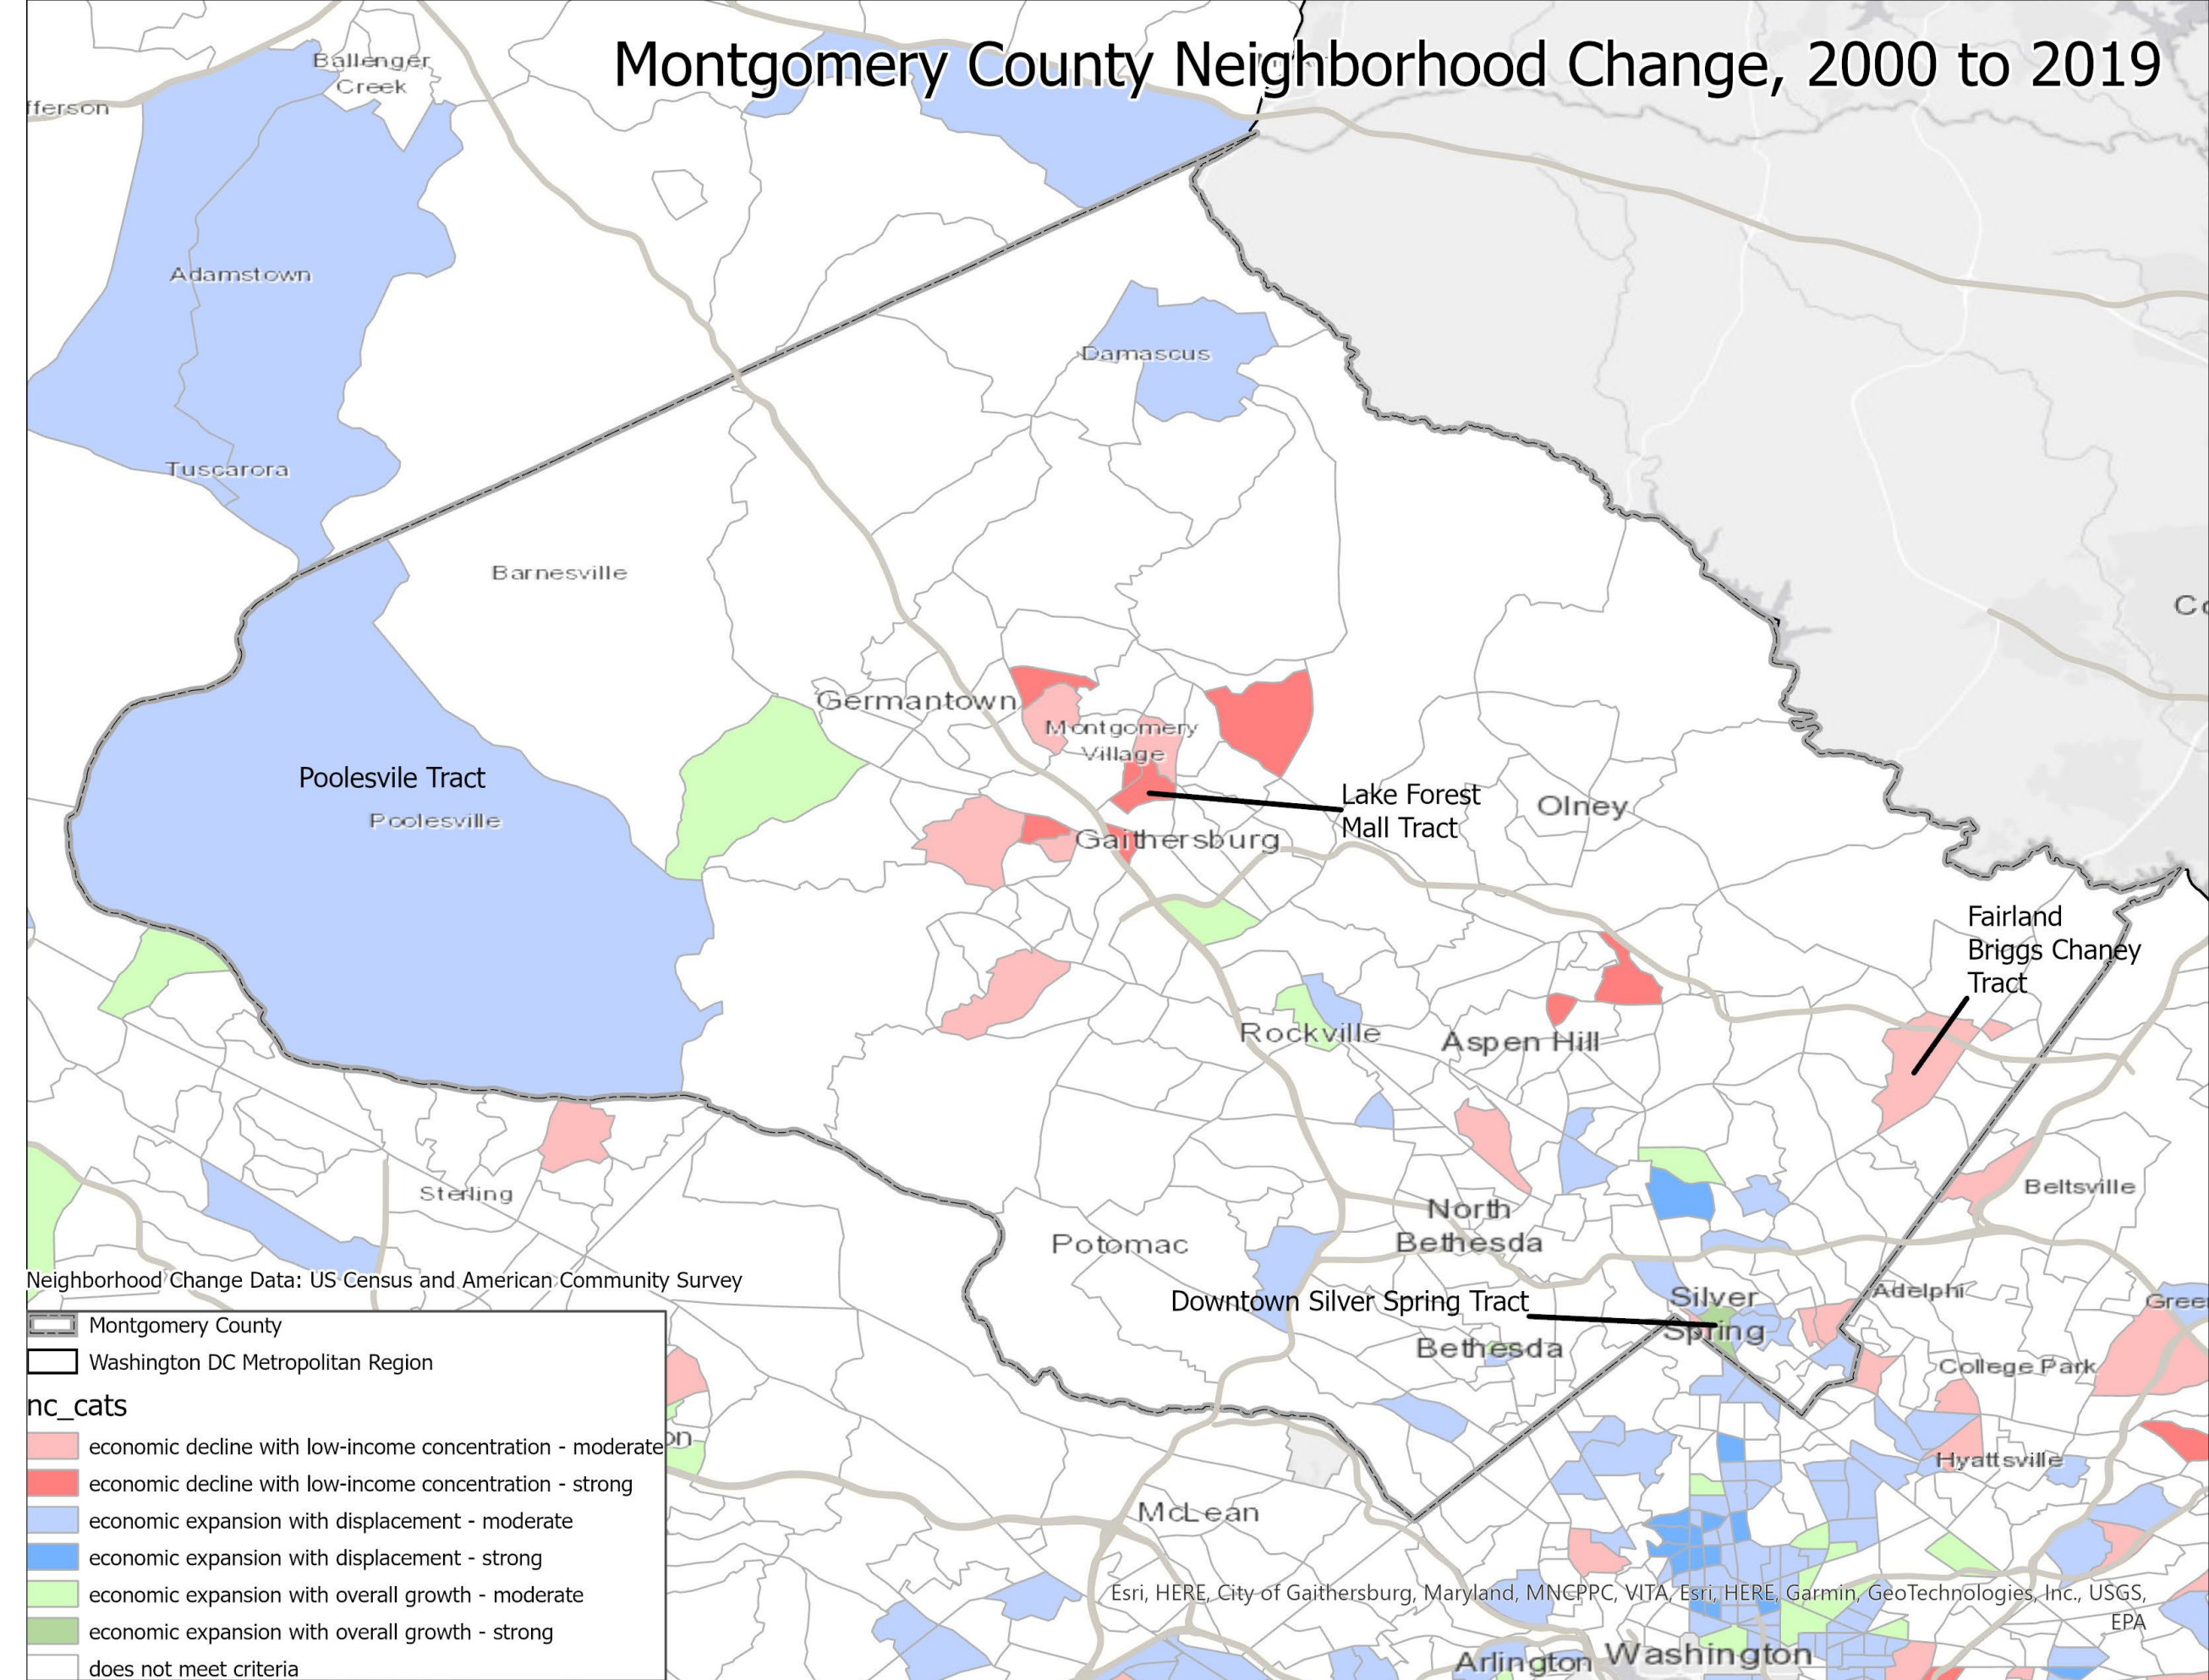 Montgomery County Neighborhood Change, 2000 to 2019
Ballenger
Creek
fferson
Adamstown
Damascus
Tuscarora
Barnesville
Co
Germantown
Montgomery
Village
Poolesvile Tract
Poolesville
Lake Forest
Mall Tract
Olney
Gaithersburg
Fairland
Briggs Chaney
Tract
Rockville
Aspen Hill
Beltsville
Sterling
North
Bethesda
Potomac
Neighborhood Change Data: US Census and American Community Survey
Downtown Silver Spring Tract
Silver
Spring
Adelphi
Gree
Bethesda
College Park
Montgomery County
Washington DC Metropolitan Region
nc_cats
economic decline with low-income concentration - moderate
on
economic decline with low-income concentration - strong
Hyattsville
economic expansion with displacement - moderate
McLean
economic expansion with displacement - strong
economic expansion with overall growth - moderate
Esri, HERE, City of Gaithersburg, Maryland, MNCPPC, VITA, Esri, HERE, Garmin, GeoTechnologies, Inc., USGS,
EPA
economic expansion with overall growth - strong
does not meet criteria
Arlington
Washington